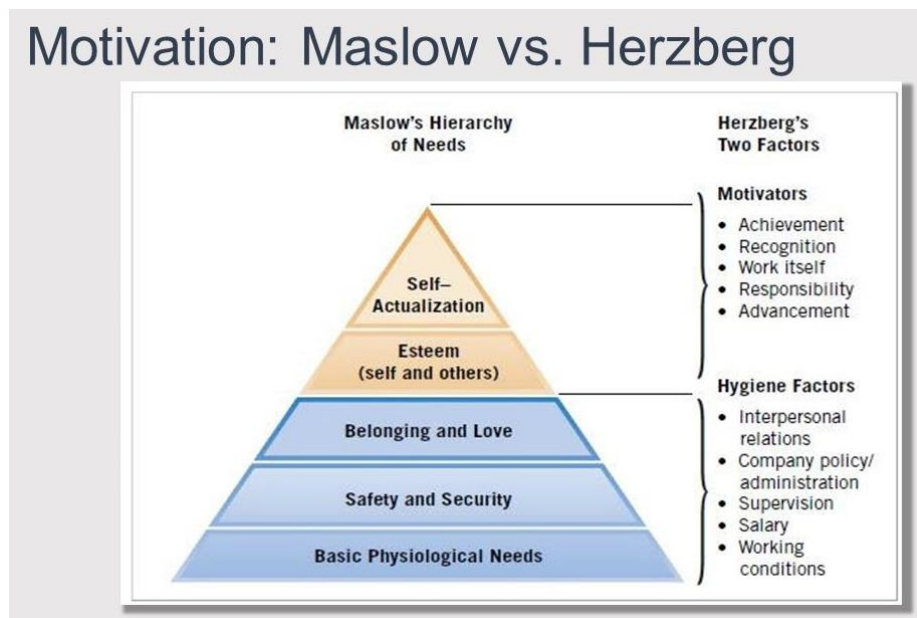 Motivation: Maslow vs. Herzberg
Maslow's Hierarchy
of Needs
Self–
Actualization
Esteem
(self and others)
Belonging and Love
Safety and Security
Basic Physiological Needs
Herzberg's
Two Factors
Motivators
• Achievement
• Recognition
• Work itself
• Responsibility
• Advancement
Hygiene Factors
• Interpersonal
relations
• Company policy/
administration
• Supervision
• Salary
• Working
conditions